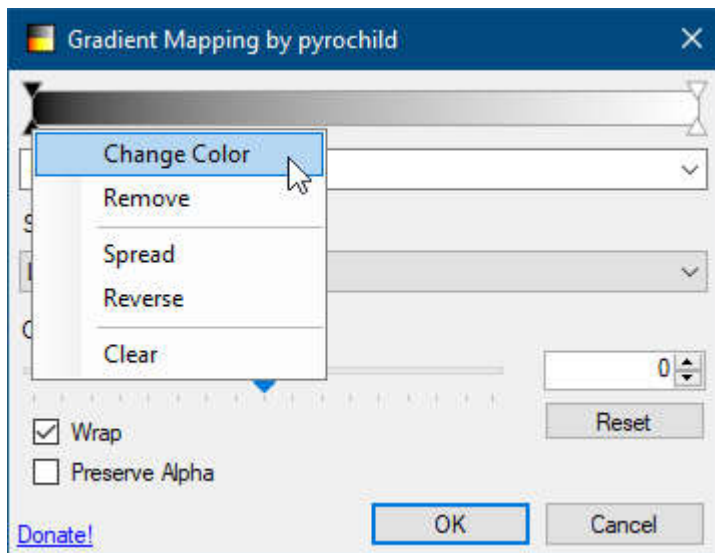 Gradient Mapping by pyrochild
Change Color
Remove
Spread
Reverse
Clear
0
Wrap
Reset
Preserve Alpha
Donate!
OK
Cancel